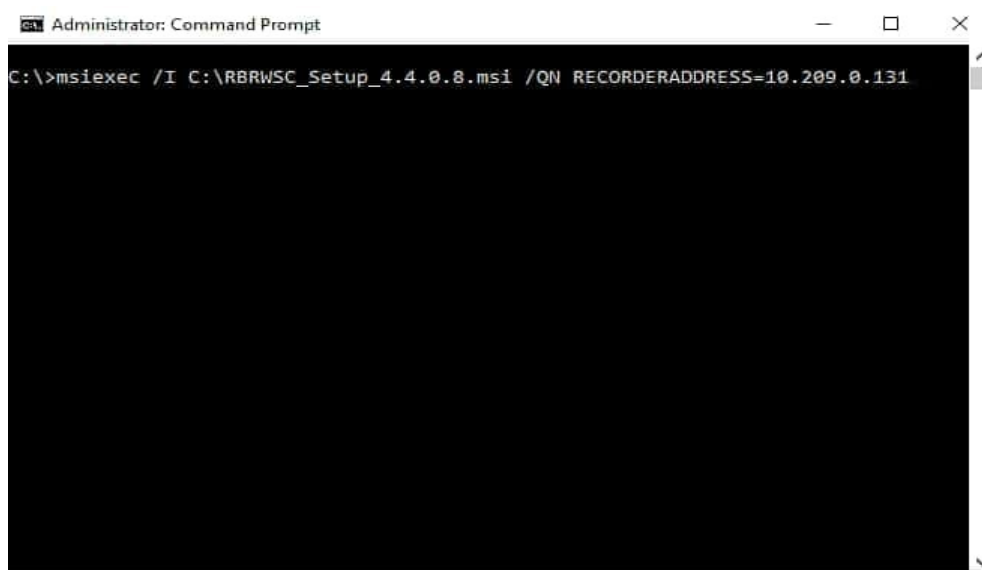 Administrator: Command Prompt
C:\>msiexec /I C:\RBRWSC_Setup_4.4.0.8.msi /QN RECORDERADDRESS=10.209.0.131